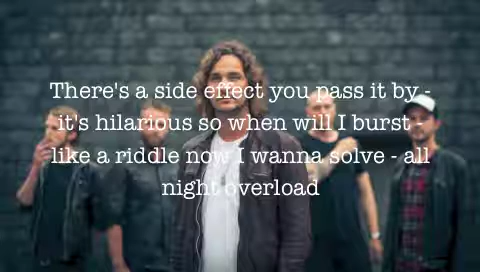 There's a side effect you pass it by -
it's hilarious so when will I burst -
like a riddle now I wanna solve - all
night overload